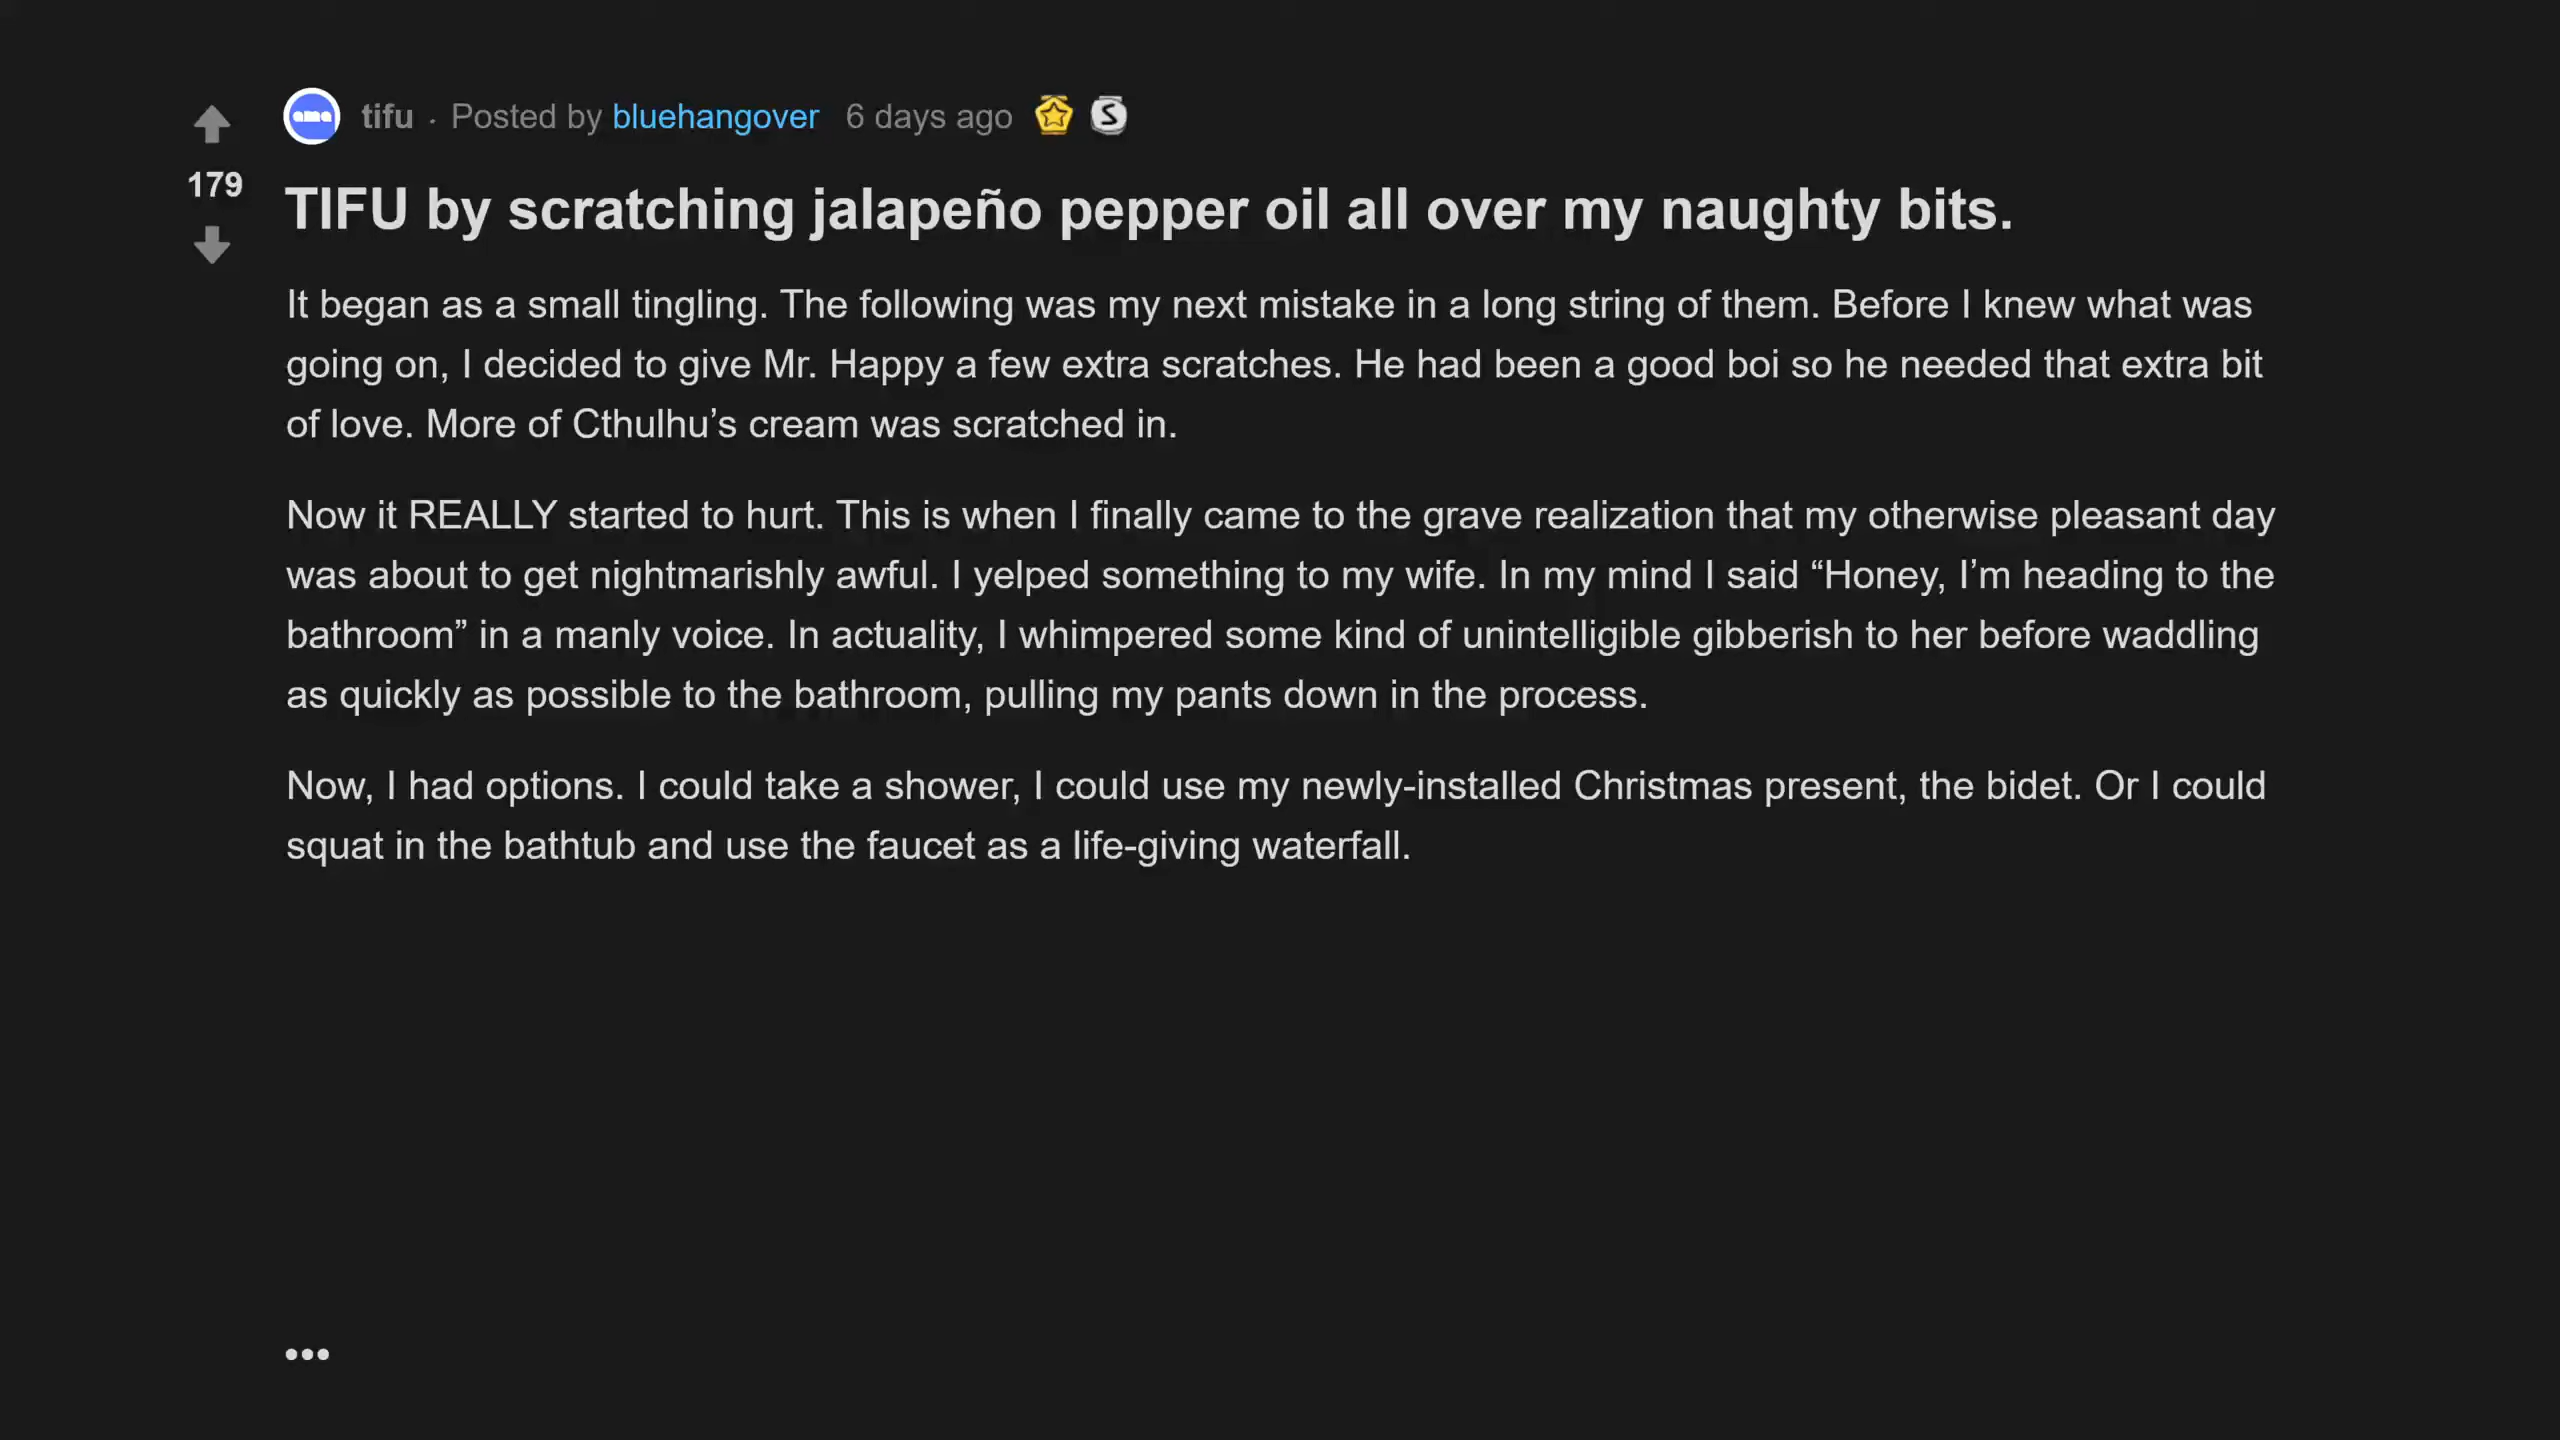 ama tifu · Posted by bluehangover 6 days ago S
179
TIFU by scratching jalapeño pepper oil all over my naughty bits.
It began as a small tingling. The following was my next mistake in a long string of them. Before I knew what was
going on, I decided to give Mr. Happy a few extra scratches. He had been a good boi so he needed that extra bit
of love. More of Cthulhu’s cream was scratched in.
Now it REALLY started to hurt. This is when I finally came to the grave realization that my otherwise pleasant day
was about to get nightmarishly awful. I yelped something to my wife. In my mind I said “Honey, I’m heading to the
bathroom” in a manly voice. In actuality, I whimpered some kind of unintelligible gibberish to her before waddling
as quickly as possible to the bathroom, pulling my pants down in the process.
Now, I had options. I could take a shower, I could use my newly-installed Christmas present, the bidet. Or I could
squat in the bathtub and use the faucet as a life-giving waterfall.
•••